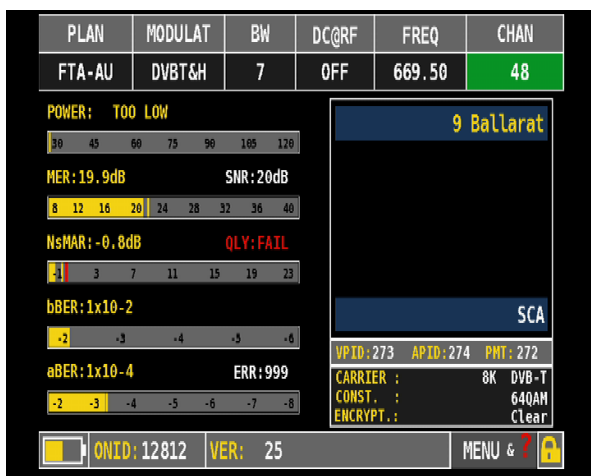 PLAN MODULAT BW DC@RF FREQ CHAN
FTA-AU DVBT&H 7 OFF 669.50 48
POWER: TOO LOW
30 45 60 75 90 105 120
MER:19.9dB SNR:20dB
8 12 16 20 24 28 32 36 40
NsMAR:-0.8dB QLY:FAIL
-1 3 7 11 15 19 23
bBER:1x10-2
-2 -3 -4 -5 -6
aBER:1x10-4 ERR:999
-2 -3 -4 -5 -6 -7 -8
9 Ballarat
SCA
VPID:273 APID:274 PMT:272
CARRIER : 8K DVB-T
CONST. : 64QAM
ENCRYPT.: Clear
ONID:12812 VER: 25 MENU & ?